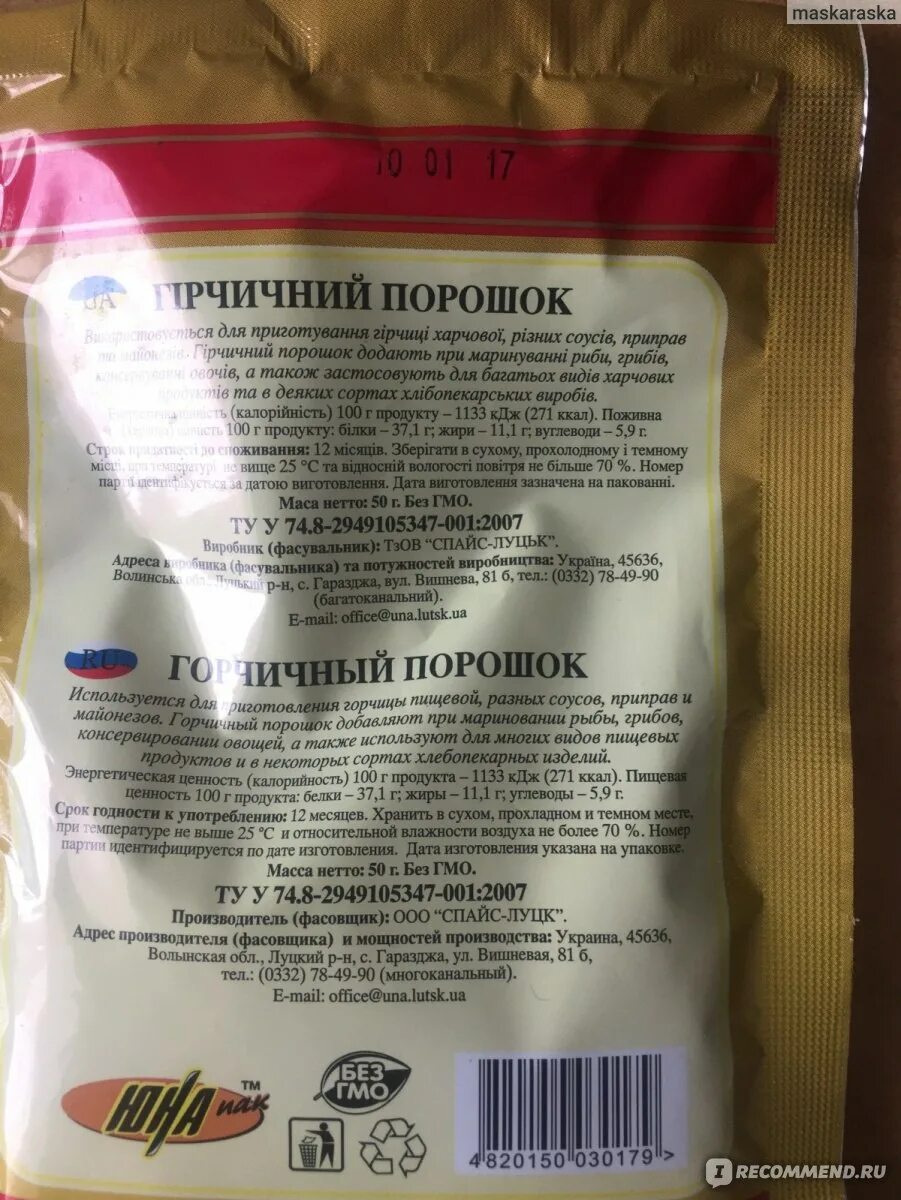 maskaraska
10 01 17
UA ГІРЧИЧНИЙ ПОРОШОК
Використовується для приготування гірчиці харчової, різних соусів, приправ
та майонезів. Гірчичний порошок додають при маринуванні риби, грибів,
консервуванні овочів, а також застосовують для багатьох видів харчових
продуктів та в деяких сортах хлібопекарських виробів.
Енергетична цінність (калорійність) 100 г продукту – 1133 кДж (271 ккал). Поживна
цінність 100 г продукту: білки – 37,1 г; жири – 11,1 г; вуглеводи – 5,9 г.
Строк придатності до споживання: 12 місяців. Зберігати в сухому, прохолодному і темному
місці, при температурі не вище 25 °С та відносній вологості повітря не більше 70 %. Номер
партії ідентифікується за датою виготовлення. Дата виготовлення зазначена на пакованні.
Маса нетто: 50 г. Без ГМО.
ТУ У 74.8-2949105347-001:2007
Виробник (фасувальник): ТзОВ “СПАЙС-ЛУЦЬК”.
Адреса виробника (фасувальника) та потужностей виробництва: Україна, 45636,
Волинська обл., Луцький р-н, с. Гаразджа, вул. Вишнева, 81 б, тел.: (0332) 78-49-90
(багатоканальний).
E-mail: office@una.lutsk.ua
RU ГОРЧИЧНЫЙ ПОРОШОК
Используется для приготовления горчицы пищевой, разных соусов, приправ и
майонезов. Горчичный порошок добавляют при мариновании рыбы, грибов,
консервировании овощей, а также используют для многих видов пищевых
продуктов и в некоторых сортах хлебопекарных изделий.
Энергетическая ценность (калорийность) 100 г продукта – 1133 кДж (271 ккал). Пищевая
ценность 100 г продукта: белки – 37,1 г; жиры – 11,1 г; углеводы – 5,9 г.
Срок годности к употреблению: 12 месяцев. Хранить в сухом, прохладном и темном месте,
при температуре не выше 25 °С и относительной влажности воздуха не более 70 %. Номер
партии идентифицируется по дате изготовления. Дата изготовления указана на упаковке.
Масса нетто: 50 г. Без ГМО.
ТУ У 74.8-2949105347-001:2007
Производитель (фасовщик): ООО “СПАЙС-ЛУЦК”.
Адрес производителя (фасовщика) и мощностей производства: Украина, 45636,
Волынская обл., Луцкий р-н, с. Гаразджа, ул. Вишневая, 81 б,
тел.: (0332) 78-49-90 (многоканальный).
E-mail: office@una.lutsk.ua
ЮНА пак ™
БЕЗ
ГМО
4 820150 030179 >
IRECOMMEND.RU